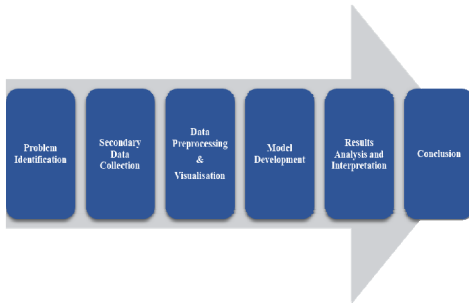 Problem
Identification
Secondary
Data
Collection
Data
Preprocessing
&
Visualisation
Model
Development
Results
Analysis and
Interpretation
Conclusion